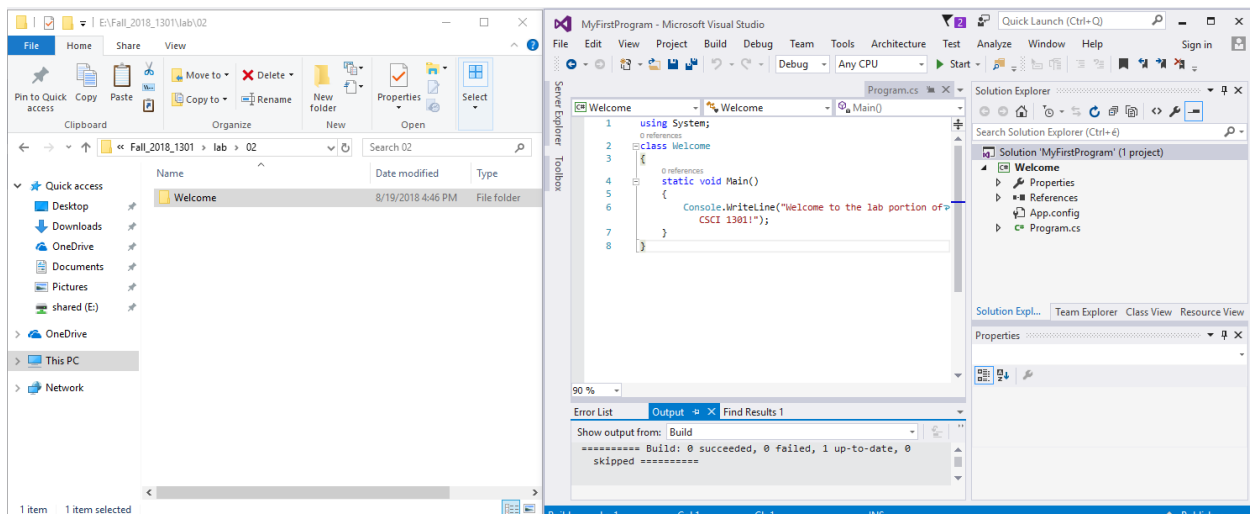 E:\Fall_2018_1301\lab\02
File Home Share View
Pin to Quick access
Copy
Paste
Clipboard
Move to
Copy to
Delete
Rename
Organize
New folder
New
Properties
Open
Select
« Fall_2018_1301 › lab › 02
Search 02
Name Date modified Type
Quick access
Desktop
Downloads
OneDrive
Documents
Pictures
shared (E:)
OneDrive
This PC
Network
Welcome 8/19/2018 4:46 PM File folder
1 item 1 item selected
MyFirstProgram - Microsoft Visual Studio
2
Quick Launch (Ctrl+Q)
File Edit View Project Build Debug Team Tools Architecture Test Analyze Window Help
Sign in
Debug Any CPU Start
Server Explorer
Toolbox
Program.cs
Welcome Welcome Main()
1 using System;
0 references
2 class Welcome
3 {
0 references
4 static void Main()
5 {
6 Console.WriteLine("Welcome to the lab portion of
CSCI 1301!");
7 }
8 }
90 %
Error List Output Find Results 1
Show output from: Build
========== Build: 0 succeeded, 0 failed, 1 up-to-date, 0
skipped ==========
Solution Explorer
Search Solution Explorer (Ctrl+é)
Solution 'MyFirstProgram' (1 project)
C# Welcome
Properties
References
App.config
C# Program.cs
Solution Expl... Team Explorer Class View Resource View
Properties